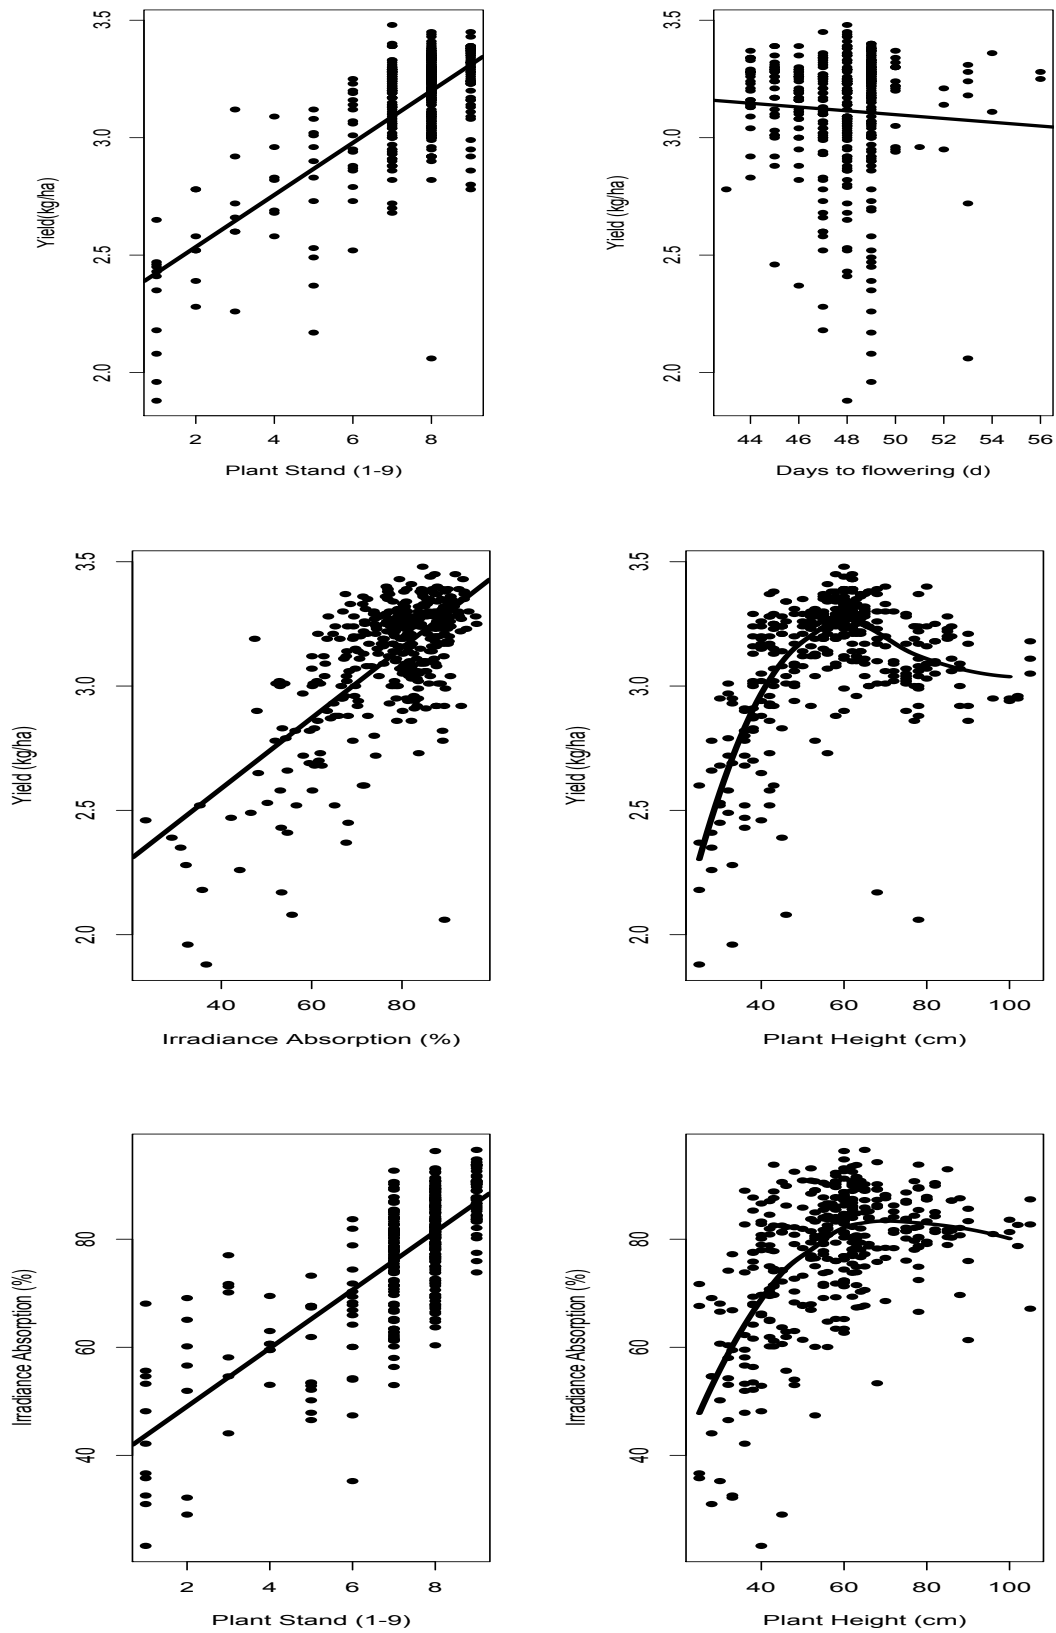 3.5
3.0
2.5
2.0
Yield(kg/ha)
2 4 6 8
Plant Stand (1-9)
3.5
3.0
2.5
2.0
Yield (kg/ha)
44 46 48 50 52 54 56
Days to flowering (d)
3.5
3.0
2.5
2.0
Yield (kg/ha)
40 60 80
Irradiance Absorption (%)
3.5
3.0
2.5
2.0
Yield (kg/ha)
40 60 80 100
Plant Height (cm)
80
60
40
Irradiance Absorption (%)
2 4 6 8
Plant Stand (1-9)
80
60
40
Irradiance Absorption (%)
40 60 80 100
Plant Height (cm)